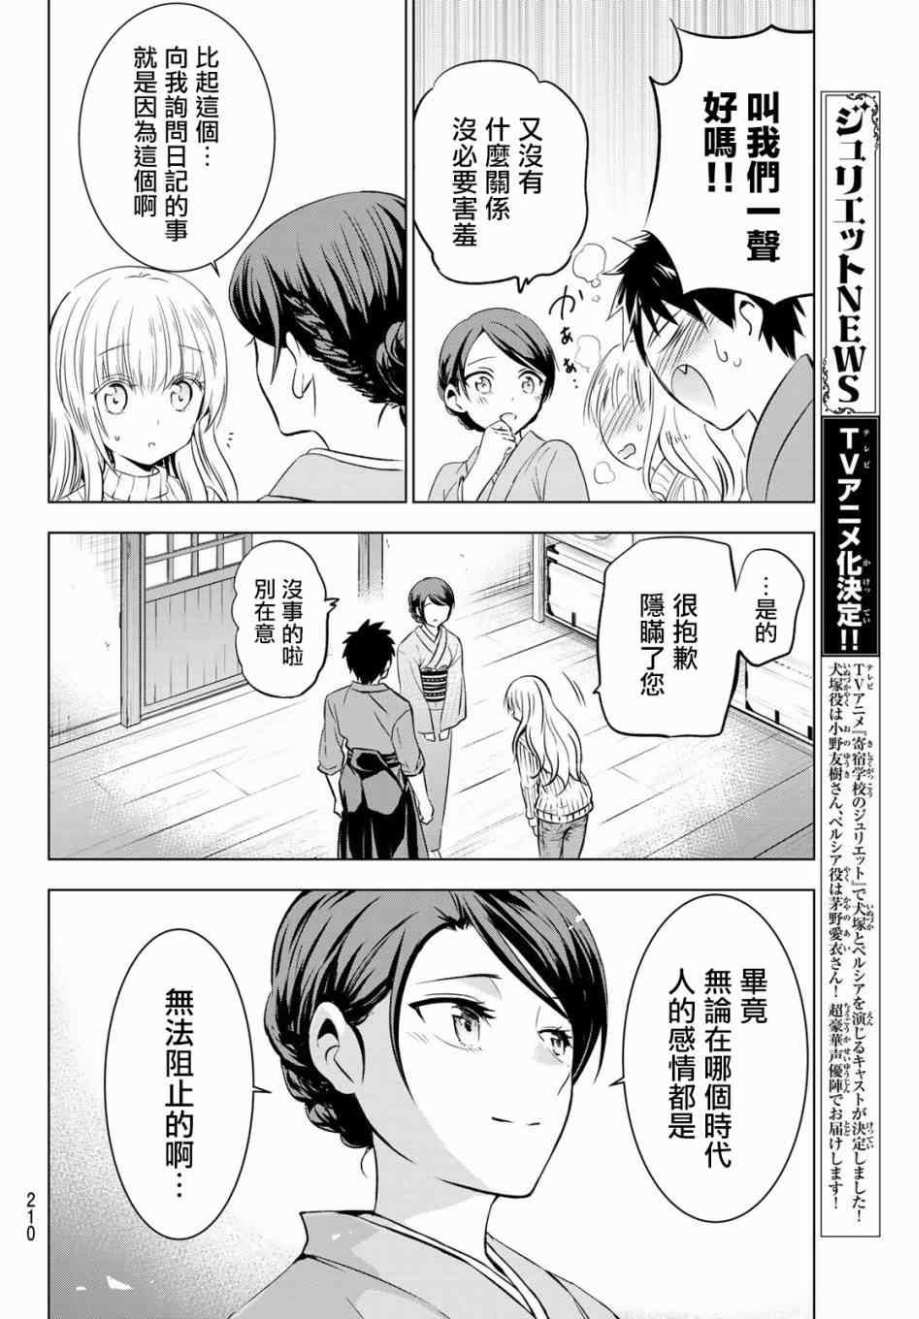 叫我們一聲
好嗎!!
又沒有
什麼關係
沒必要害羞
かぁぁ…
比起這個…
向我詢問日記的事
就是因為這個啊
…是的
很抱歉
隱瞞了您
沒事的啦
別在意
畢竟
無論在哪個時代
人的感情都是
無法阻止的啊…
ジュリエットNEWS
TVアニメ化決定!!
TVアニメ『寄宿学校のジュリエット』で犬塚とペルシアを演じるキャストが決定しました!
犬塚役は小野友樹さん、ペルシア役は茅野愛衣さん! 超豪華声優陣でお届けします!
210